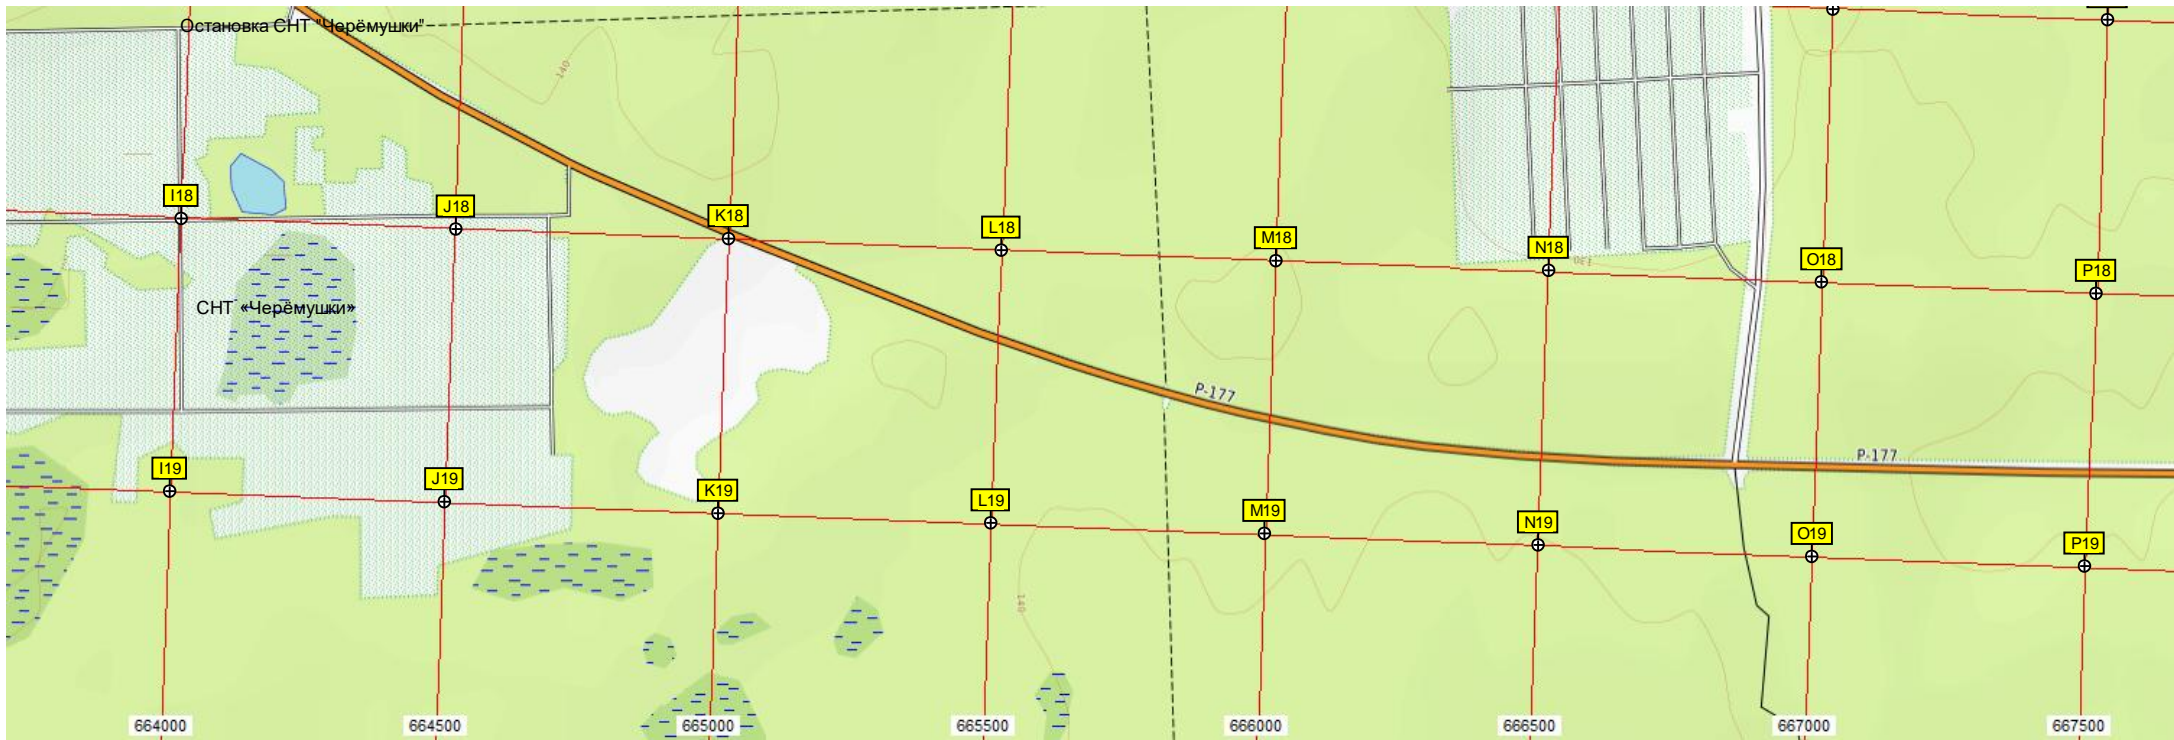 Остановка СНТ "Черёмушки"
140
I18
J18
K18
L18
M18
N18
O18
P18
130
СНТ «Черёмушки»
P-177
P-177
I19
J19
K19
L19
M19
N19
O19
P19
140
664000
664500
665000
665500
666000
666500
667000
667500